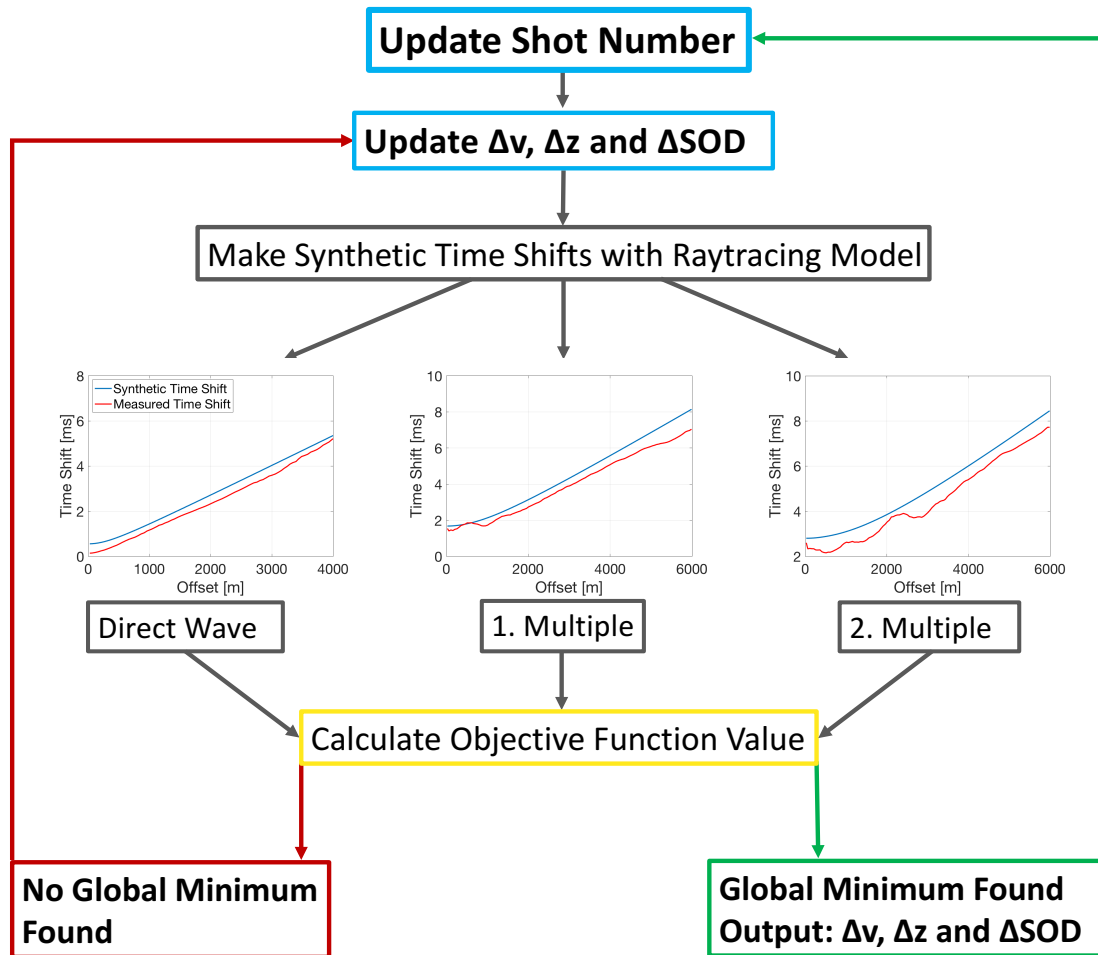 Update Shot Number
Update Δv, Δz and ΔSOD
Make Synthetic Time Shifts with Raytracing Model
8
6
4
2
0
Time Shift [ms]
Synthetic Time Shift
Measured Time Shift
0 1000 2000 3000 4000
Offset [m]
10
8
6
4
2
0
Time Shift [ms]
0 2000 4000 6000
Offset [m]
10
8
6
4
2
Time Shift [ms]
0 2000 4000 6000
Offset [m]
Direct Wave
1. Multiple
2. Multiple
Calculate Objective Function Value
No Global Minimum
Found
Global Minimum Found
Output: Δv, Δz and ΔSOD